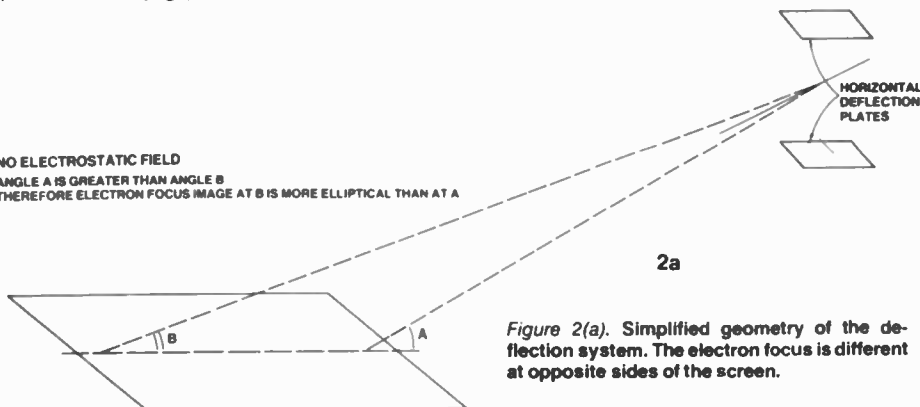 HORIZONTAL
DEFLECTION
PLATES
NO ELECTROSTATIC FIELD
ANGLE A IS GREATER THAN ANGLE B
THEREFORE ELECTRON FOCUS IMAGE AT B IS MORE ELLIPTICAL THAN AT A
2a
B
A
Figure 2(a). Simplified geometry of the de-
flection system. The electron focus is different
at opposite sides of the screen.